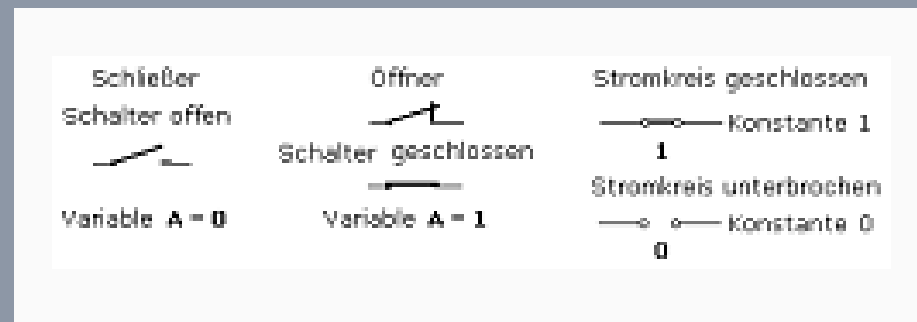 Schließer
Schalter offen
Variable A = 0
Öffner
Schalter geschlossen
Variable A = 1
Stromkreis geschlossen
Konstante 1
1
Stromkreis unterbrochen
Konstante 0
0